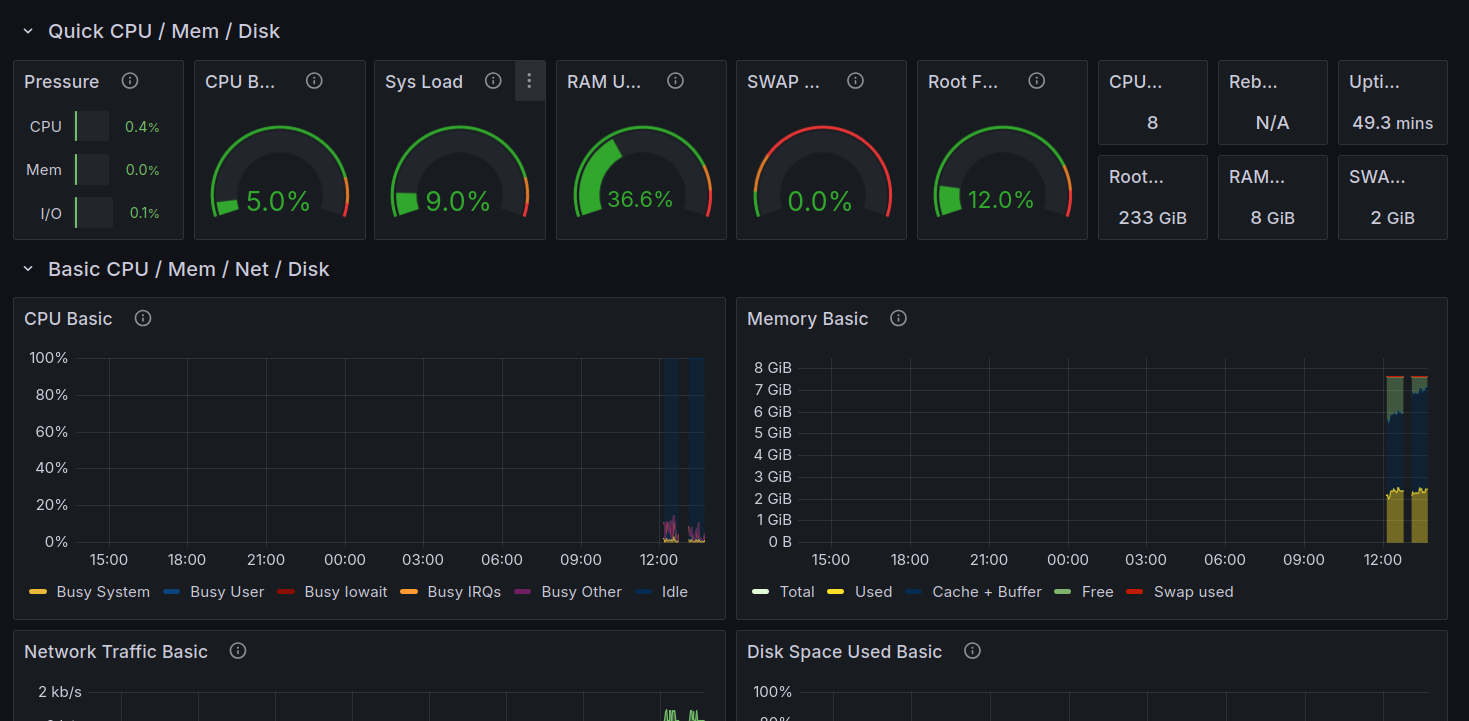 Quick CPU / Mem / Disk
Pressure
CPU B...
Sys Load
RAM U...
SWAP ...
Root F...
CPU...
Reb...
Upti...
CPU 0.4%
Mem 0.0%
I/O 0.1%
5.0%
9.0%
36.6%
0.0%
12.0%
8
N/A
49.3 mins
Root...
RAM...
SWA...
233 GiB
8 GiB
2 GiB
Basic CPU / Mem / Net / Disk
CPU Basic
100%
80%
60%
40%
20%
0%
15:00 18:00 21:00 00:00 03:00 06:00 09:00 12:00
Busy System Busy User Busy Iowait Busy IRQs Busy Other Idle
Memory Basic
8 GiB
7 GiB
6 GiB
5 GiB
4 GiB
3 GiB
2 GiB
1 GiB
0 B
15:00 18:00 21:00 00:00 03:00 06:00 09:00 12:00
Total Used Cache + Buffer Free Swap used
Network Traffic Basic
2 kb/s
Disk Space Used Basic
100%
80%